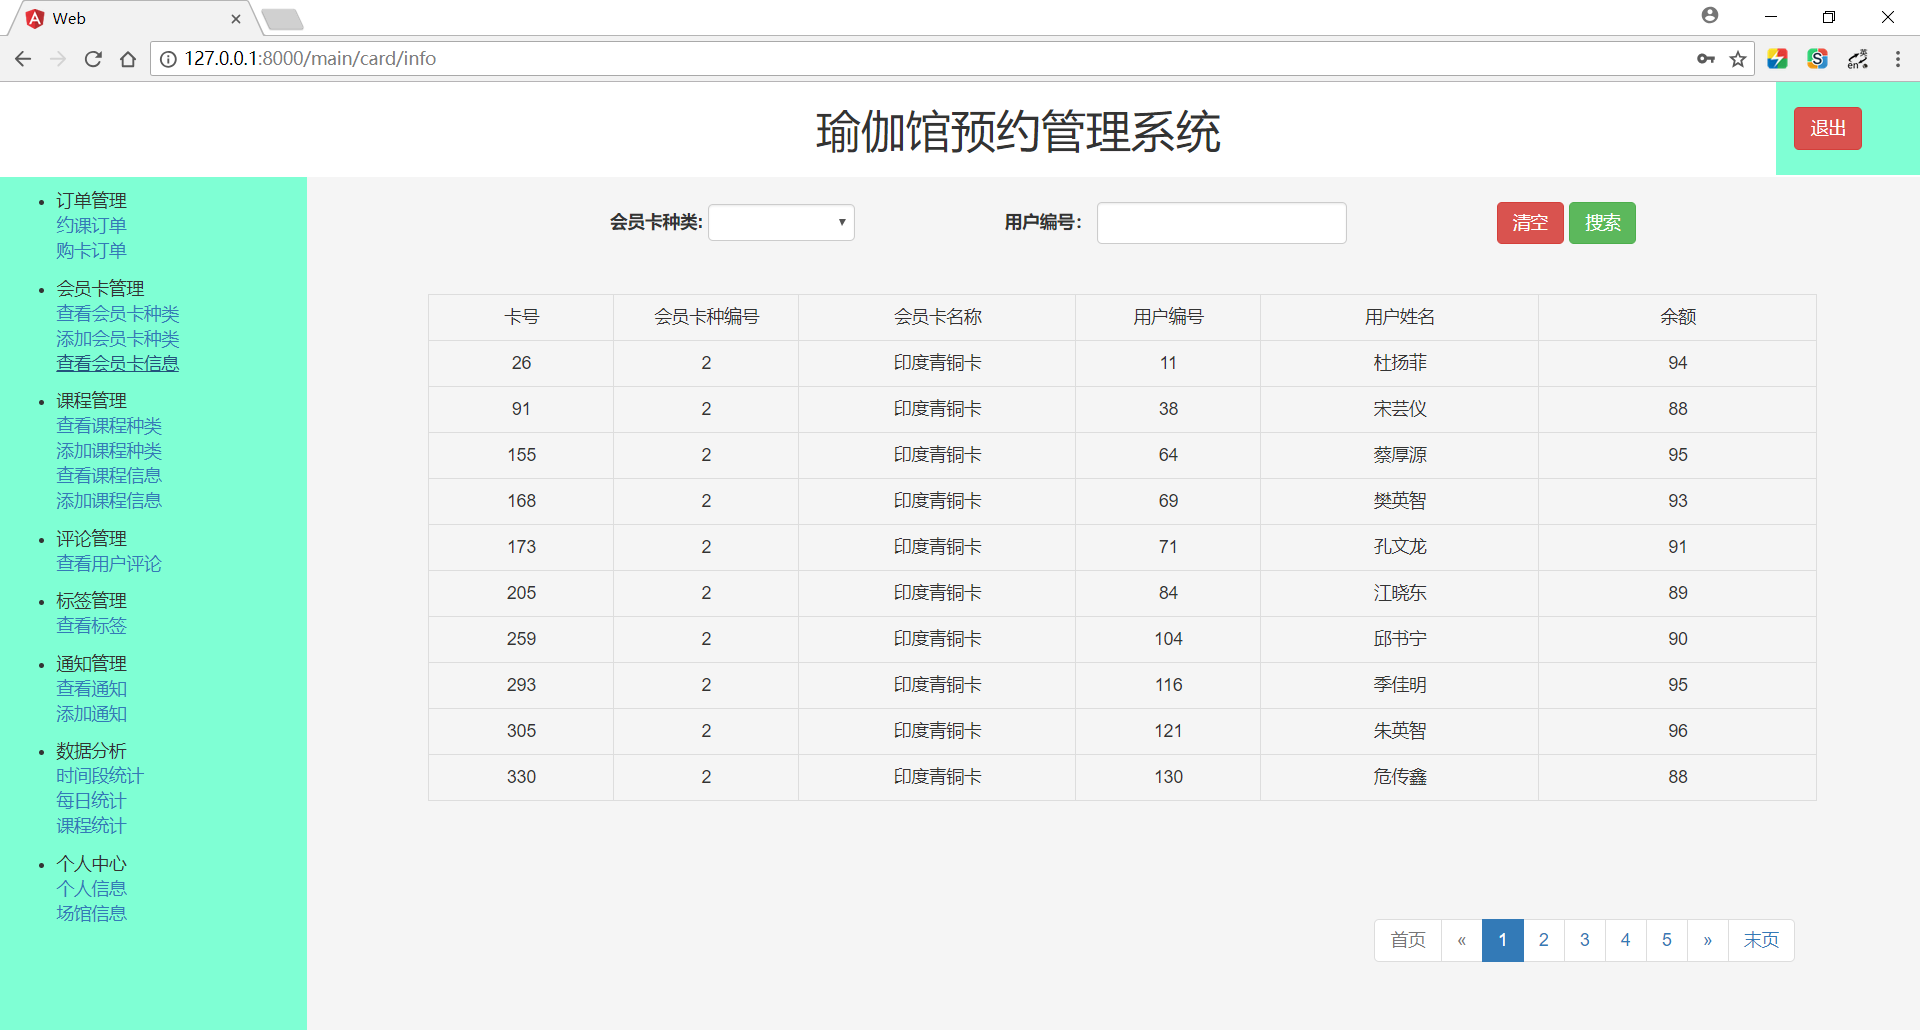 Web
127.0.0.1:8000/main/card/info
瑜伽馆预约管理系统
退出
订单管理
约课订单
购卡订单
会员卡管理
查看会员卡种类
添加会员卡种类
查看会员卡信息
课程管理
查看课程种类
添加课程种类
查看课程信息
添加课程信息
评论管理
查看用户评论
标签管理
查看标签
通知管理
查看通知
添加通知
数据分析
时间段统计
每日统计
课程统计
个人中心
个人信息
场馆信息
会员卡种类: 用户编号: 清空 搜索
卡号 会员卡种编号 会员卡名称 用户编号 用户姓名 余额
26 2 印度青铜卡 11 杜扬菲 94
91 2 印度青铜卡 38 宋芸仪 88
155 2 印度青铜卡 64 蔡厚源 95
168 2 印度青铜卡 69 樊英智 93
173 2 印度青铜卡 71 孔文龙 91
205 2 印度青铜卡 84 江晓东 89
259 2 印度青铜卡 104 邱书宁 90
293 2 印度青铜卡 116 季佳明 95
305 2 印度青铜卡 121 朱英智 96
330 2 印度青铜卡 130 危传鑫 88
首页 « 1 2 3 4 5 » 末页